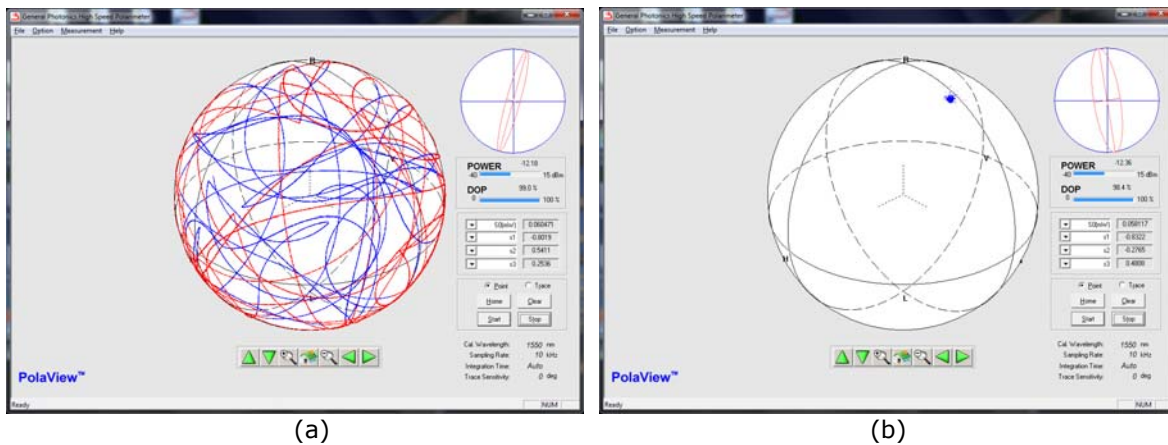 General Photonics High Speed Polarimeter
File Option Measurement Help
R
L
POWER -12.18
-40 15 dBm
DOP 99.0 %
0 100 %
S0(mW) 0.060471
s1 -0.8019
s2 0.5411
s3 0.2536
Point Trace
Home Clear
Start Stop
Cal. Wavelength: 1550 nm
Sampling Rate: 10 kHz
Integration Time: Auto
Trace Sensitivity: 0 deg
PolaView™
Ready NUM
(a)
General Photonics High Speed Polarimeter
File Option Measurement Help
R
V
H
L
POWER -12.36
-40 15 dBm
DOP 98.4 %
0 100 %
S0(mW) 0.058117
s1 -0.8322
s2 -0.2765
s3 0.4808
Point Trace
Home Clear
Start Stop
Cal. Wavelength: 1550 nm
Sampling Rate: 10 kHz
Integration Time: Auto
Trace Sensitivity: 0 deg
PolaView™
Ready NUM
(b)